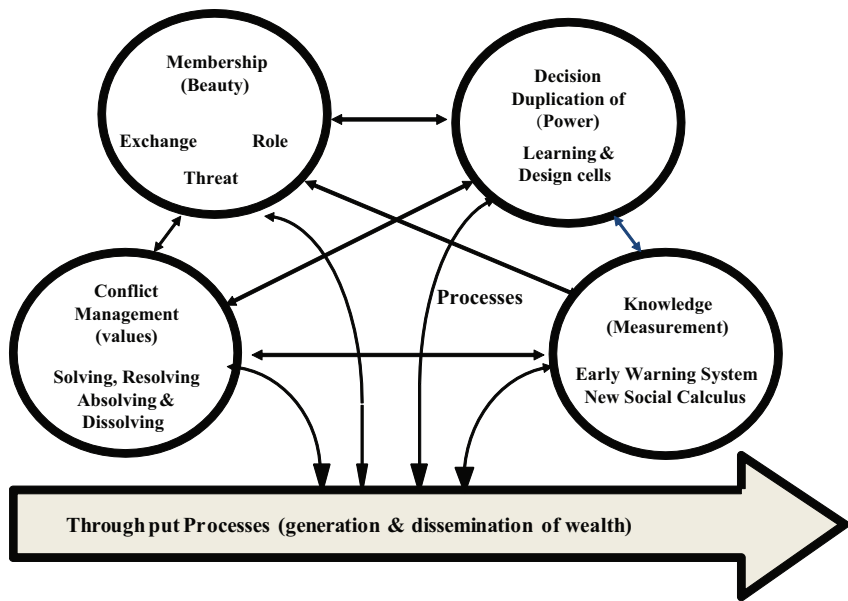 Membership
(Beauty)
Exchange Role
Threat
Decision
Duplication of
(Power)
Learning &
Design cells
Processes
Conflict
Management
(values)
Solving, Resolving
Absolving &
Dissolving
Knowledge
(Measurement)
Early Warning System
New Social Calculus
Through put Processes (generation & dissemination of wealth)